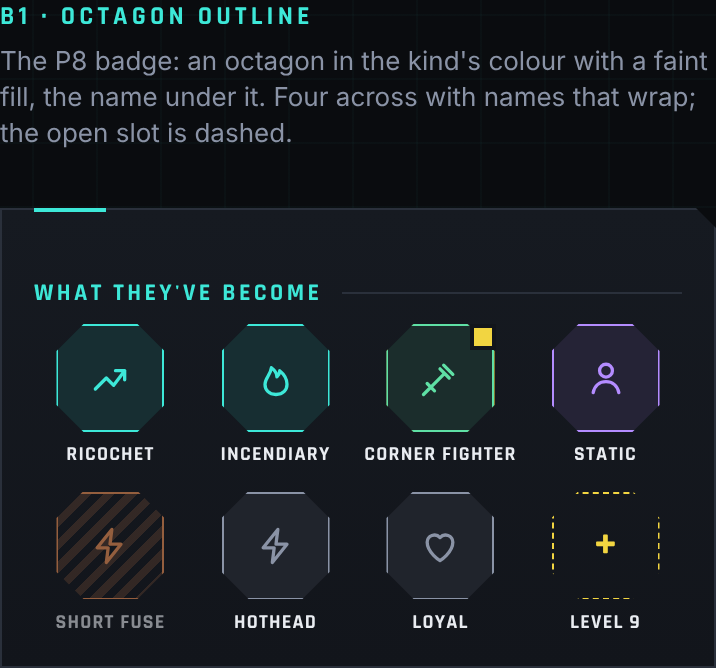 B1 · OCTAGON OUTLINE
The P8 badge: an octagon in the kind's colour with a faint
fill, the name under it. Four across with names that wrap;
the open slot is dashed.
WHAT THEY'VE BECOME
RICOCHET
INCENDIARY
CORNER FIGHTER
STATIC
SHORT FUSE
HOTHEAD
LOYAL
LEVEL 9